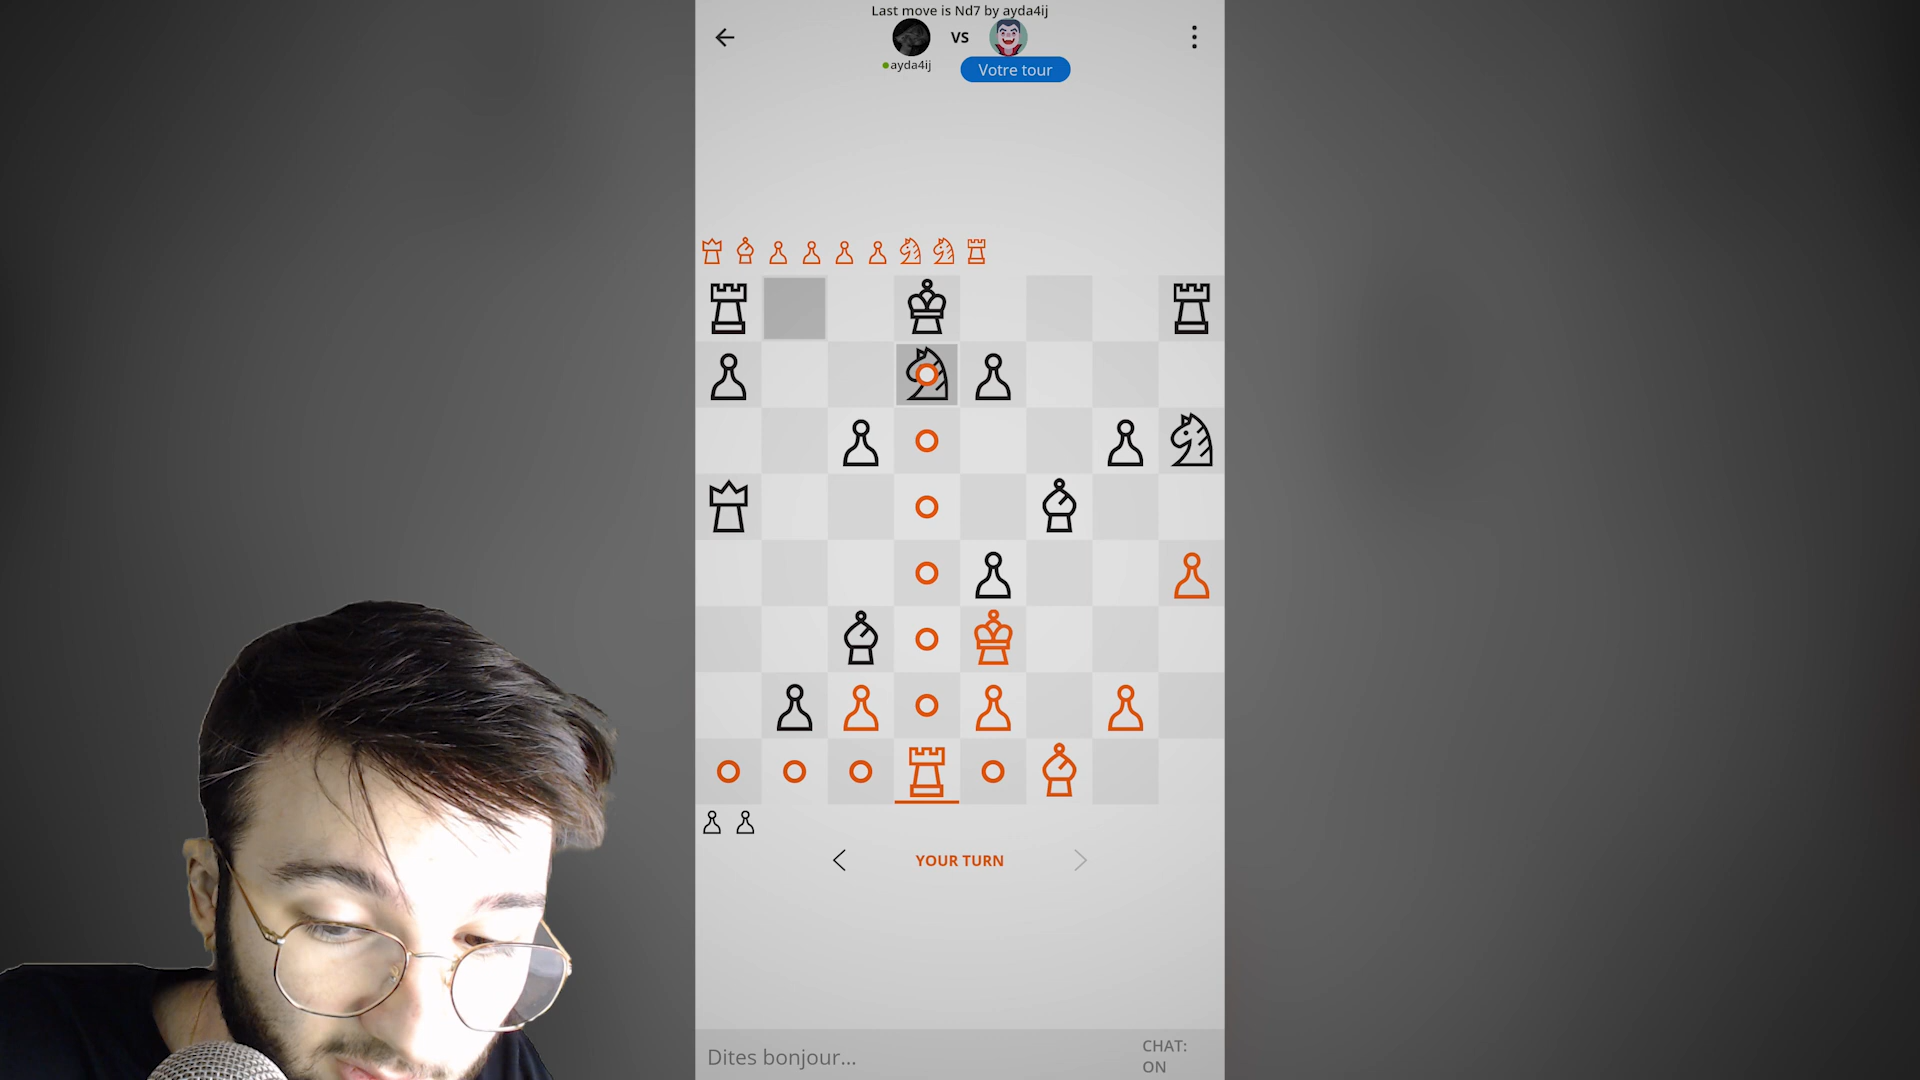 Last move is Nd7 by ayda4ij
VS
ayda4ij
Votre tour
YOUR TURN
Dites bonjour...
CHAT:
ON